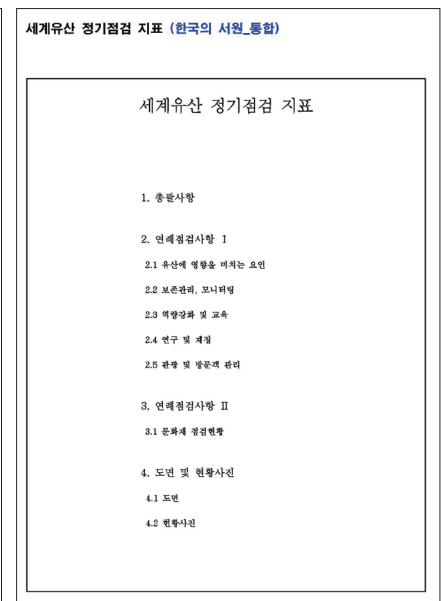 세계유산 정기점검 지표 (한국의 서원_통합)
세계유산 정기점검 지표
1. 총괄사항
2. 연례점검사항 Ⅰ
2.1 유산에 영향을 미치는 요인
2.2 보존관리, 모니터링
2.3 역량강화 및 교육
2.4 연구 및 재정
2.5 관광 및 방문객 관리
3. 연례점검사항 Ⅱ
3.1 문화재 점검현황
4. 도면 및 현황사진
4.1 도면
4.2 현황사진